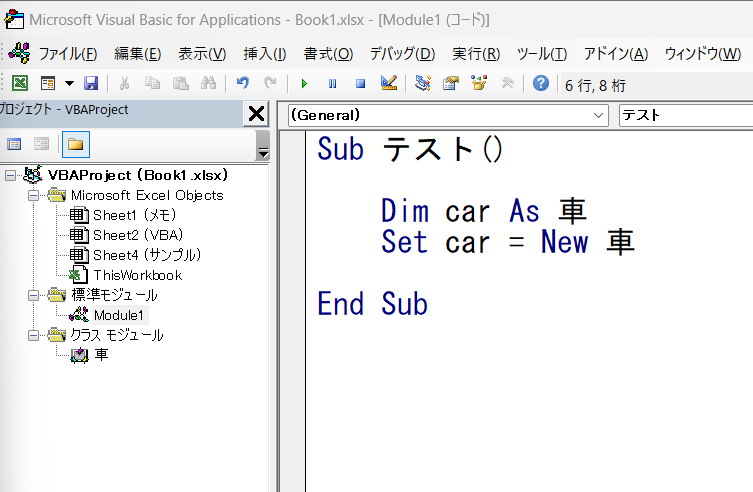 Microsoft Visual Basic for Applications - Book1.xlsx - [Module1 (コード)]
ファイル(F) 編集(E) 表示(V) 挿入(I) 書式(O) デバッグ(D) 実行(R) ツール(T) アドイン(A) ウィンドウ(W)
6 行, 8 桁
プロジェクト - VBAProject
(General)
テスト
VBAProject (Book1.xlsx)
Microsoft Excel Objects
Sheet1 (メモ)
Sheet2 (VBA)
Sheet4 (サンプル)
ThisWorkbook
標準モジュール
Module1
クラス モジュール
車
Sub テスト()
Dim car As 車
Set car = New 車
End Sub